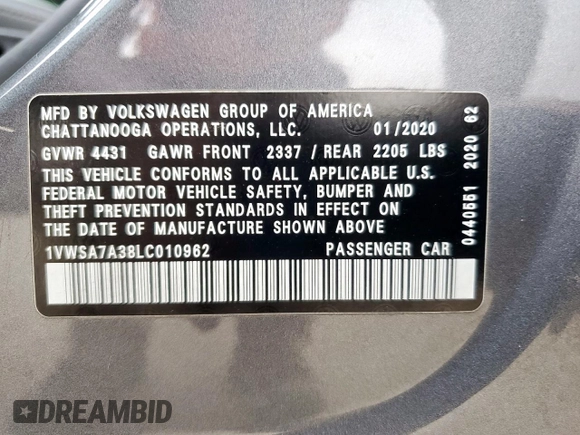 MFD BY VOLKSWAGEN GROUP OF AMERICA
CHATTANOOGA OPERATIONS, LLC. 01/2020
GVWR 4431 GAWR FRONT 2337 / REAR 2205 LBS
THIS VEHICLE CONFORMS TO ALL APPLICABLE U.S.
FEDERAL MOTOR VEHICLE SAFETY, BUMPER AND
THEFT PREVENTION STANDARDS IN EFFECT ON
THE DATE OF MANUFACTURE SHOWN ABOVE
1VWSA7A38LC010962 PASSENGER CAR
0440551 2020 62
DREAMBID